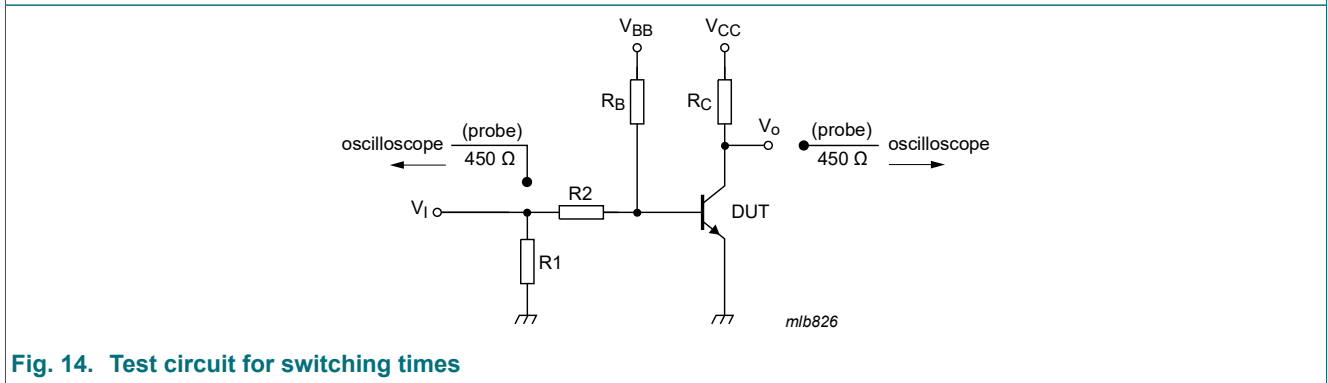 VBB
VCC
RB
RC
oscilloscope
(probe)
450 Ω
Vo
(probe)
450 Ω
oscilloscope
VI
R2
DUT
R1
mlb826
Fig. 14. Test circuit for switching times